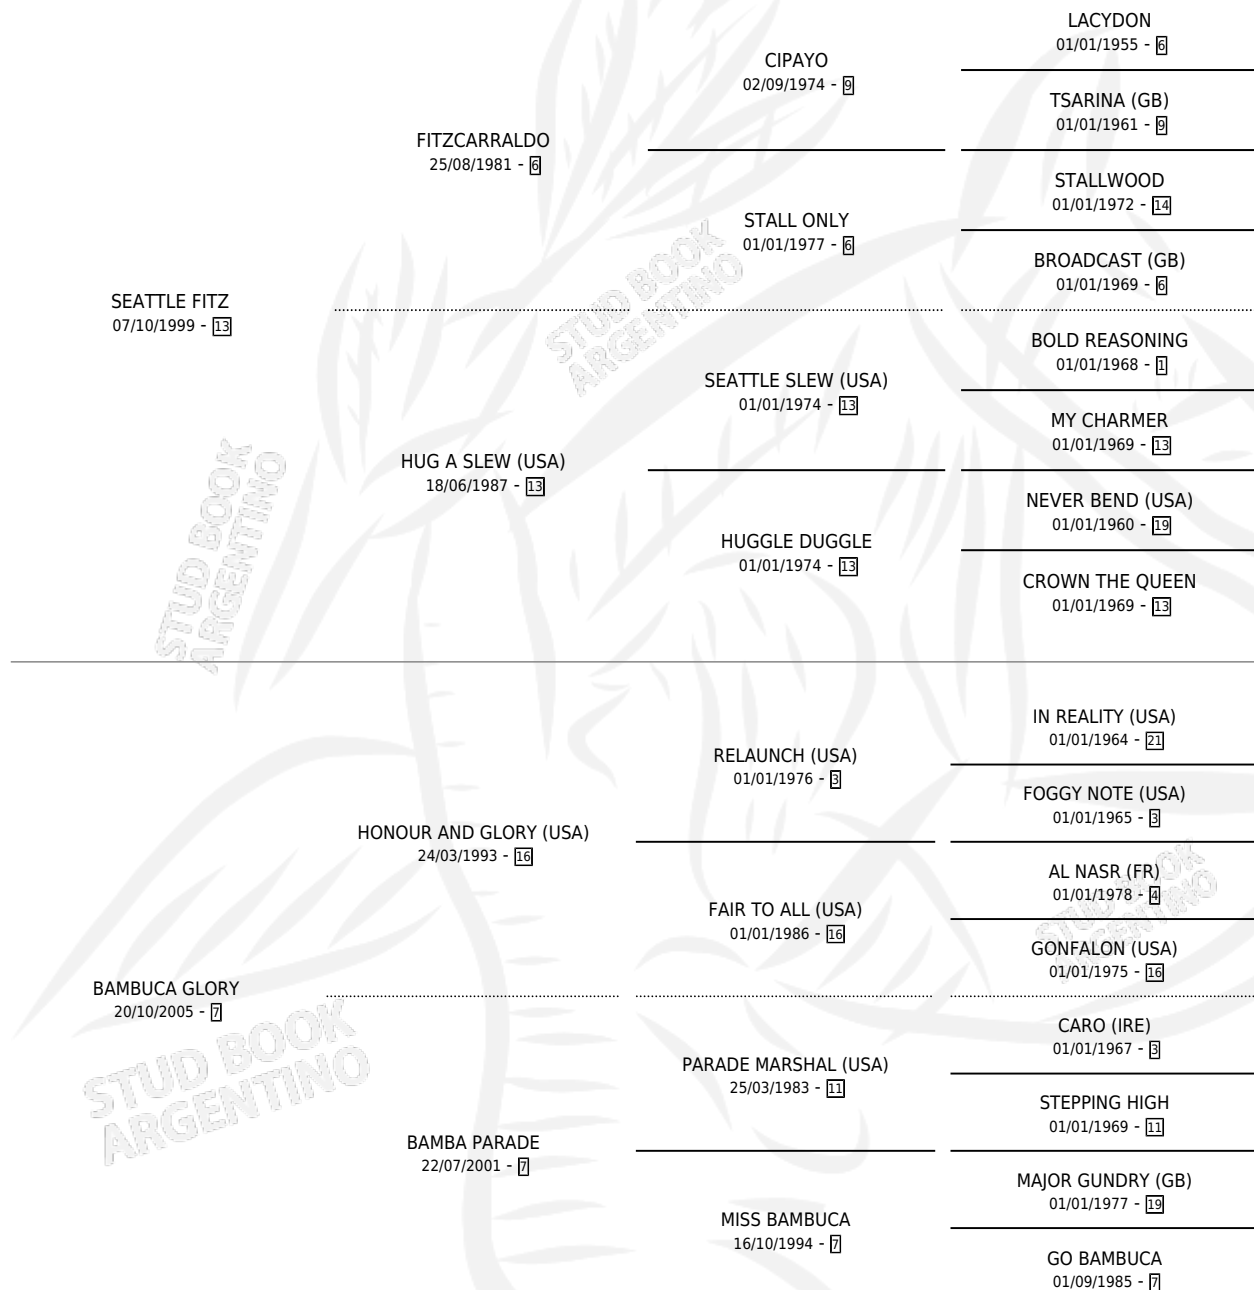 LACYDON
01/01/1955 - 6
CIPAYO
02/09/1974 - 9
TSARINA (GB)
01/01/1961 - 9
FITZCARRALDO
25/08/1981 - 6
STALLWOOD
01/01/1972 - 14
STALL ONLY
01/01/1977 - 6
BROADCAST (GB)
01/01/1969 - 6
SEATTLE FITZ
07/10/1999 - 13
BOLD REASONING
01/01/1968 - 1
SEATTLE SLEW (USA)
01/01/1974 - 13
MY CHARMER
01/01/1969 - 13
HUG A SLEW (USA)
18/06/1987 - 13
NEVER BEND (USA)
01/01/1960 - 19
HUGGLE DUGGLE
01/01/1974 - 13
CROWN THE QUEEN
01/01/1969 - 13
IN REALITY (USA)
01/01/1964 - 21
RELAUNCH (USA)
01/01/1976 - 3
FOGGY NOTE (USA)
01/01/1965 - 3
HONOUR AND GLORY (USA)
24/03/1993 - 16
AL NASR (FR)
01/01/1978 - 4
FAIR TO ALL (USA)
01/01/1986 - 16
GONFALON (USA)
01/01/1975 - 16
BAMBUCA GLORY
20/10/2005 - 7
CARO (IRE)
01/01/1967 - 3
PARADE MARSHAL (USA)
25/03/1983 - 11
STEPPING HIGH
01/01/1969 - 11
BAMBA PARADE
22/07/2001 - 7
MAJOR GUNDRY (GB)
01/01/1977 - 19
MISS BAMBUCA
16/10/1994 - 7
GO BAMBUCA
01/09/1985 - 7
STUD BOOK
ARGENTINO
STUD BOOK
ARGENTINO
STUD BOOK
ARGENTINO
STUD BOOK
ARGENTINO